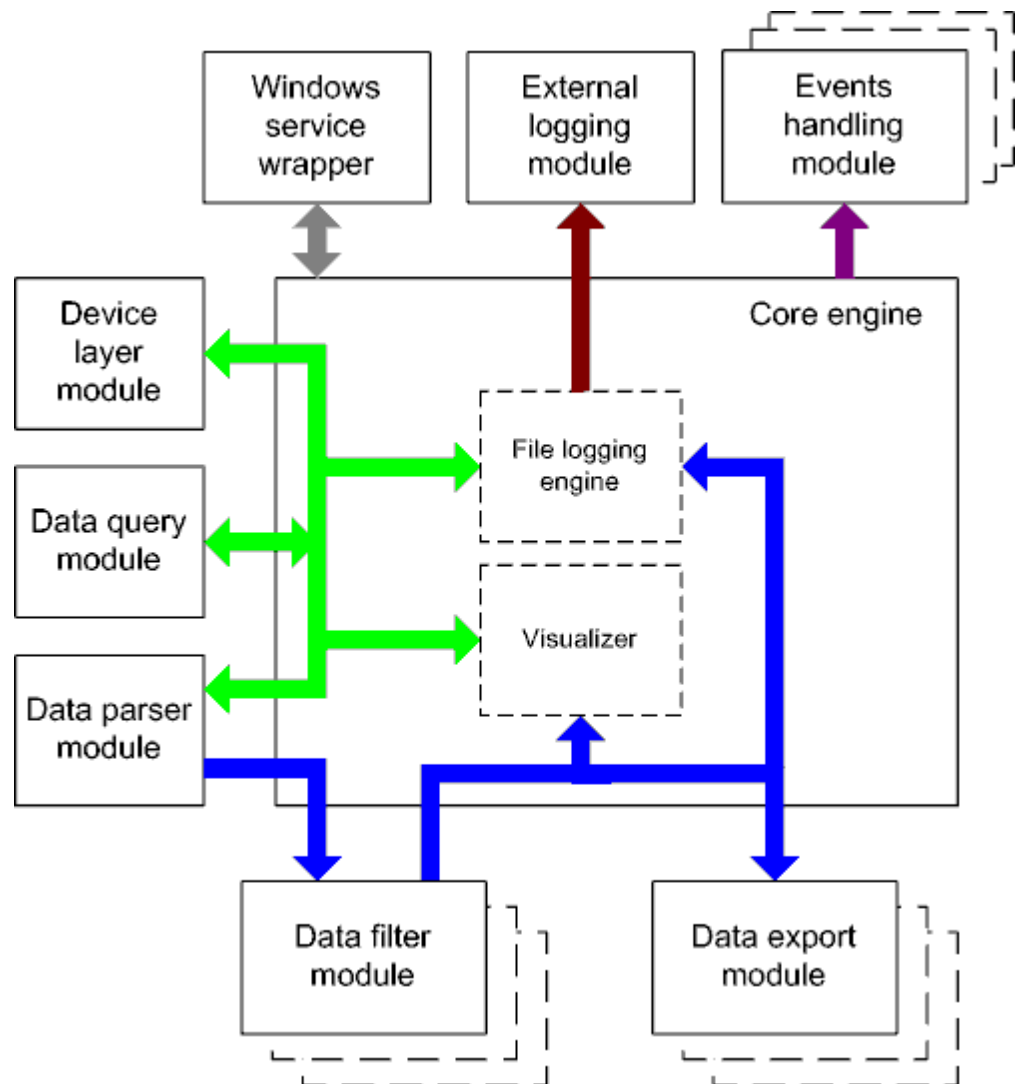 Windows
service
wrapper
External
logging
module
Events
handling
module
Device
layer
module
Core engine
File logging
engine
Data query
module
Visualizer
Data parser
module
Data filter
module
Data export
module